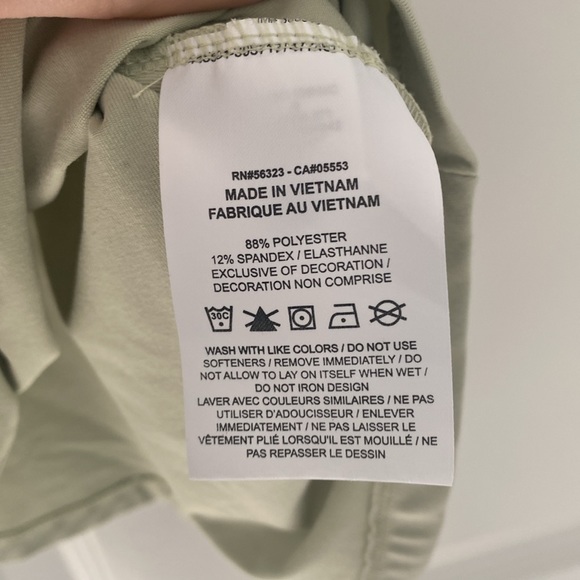 RN#56323 - CA#05553
MADE IN VIETNAM
FABRIQUE AU VIETNAM
88% POLYESTER
12% SPANDEX / ELASTHANNE
EXCLUSIVE OF DECORATION /
DECORATION NON COMPRISE
30C
WASH WITH LIKE COLORS / DO NOT USE
SOFTENERS / REMOVE IMMEDIATELY / DO
NOT ALLOW TO LAY ON ITSELF WHEN WET /
DO NOT IRON DESIGN
LAVER AVEC COULEURS SIMILAIRES / NE PAS
UTILISER D'ADOUCISSEUR / ENLEVER
IMMÉDIATEMENT / NE PAS LAISSER LE
VÊTEMENT PLIÉ LORSQU'IL EST MOUILLÉ / NE
PAS REPASSER LE DESSIN